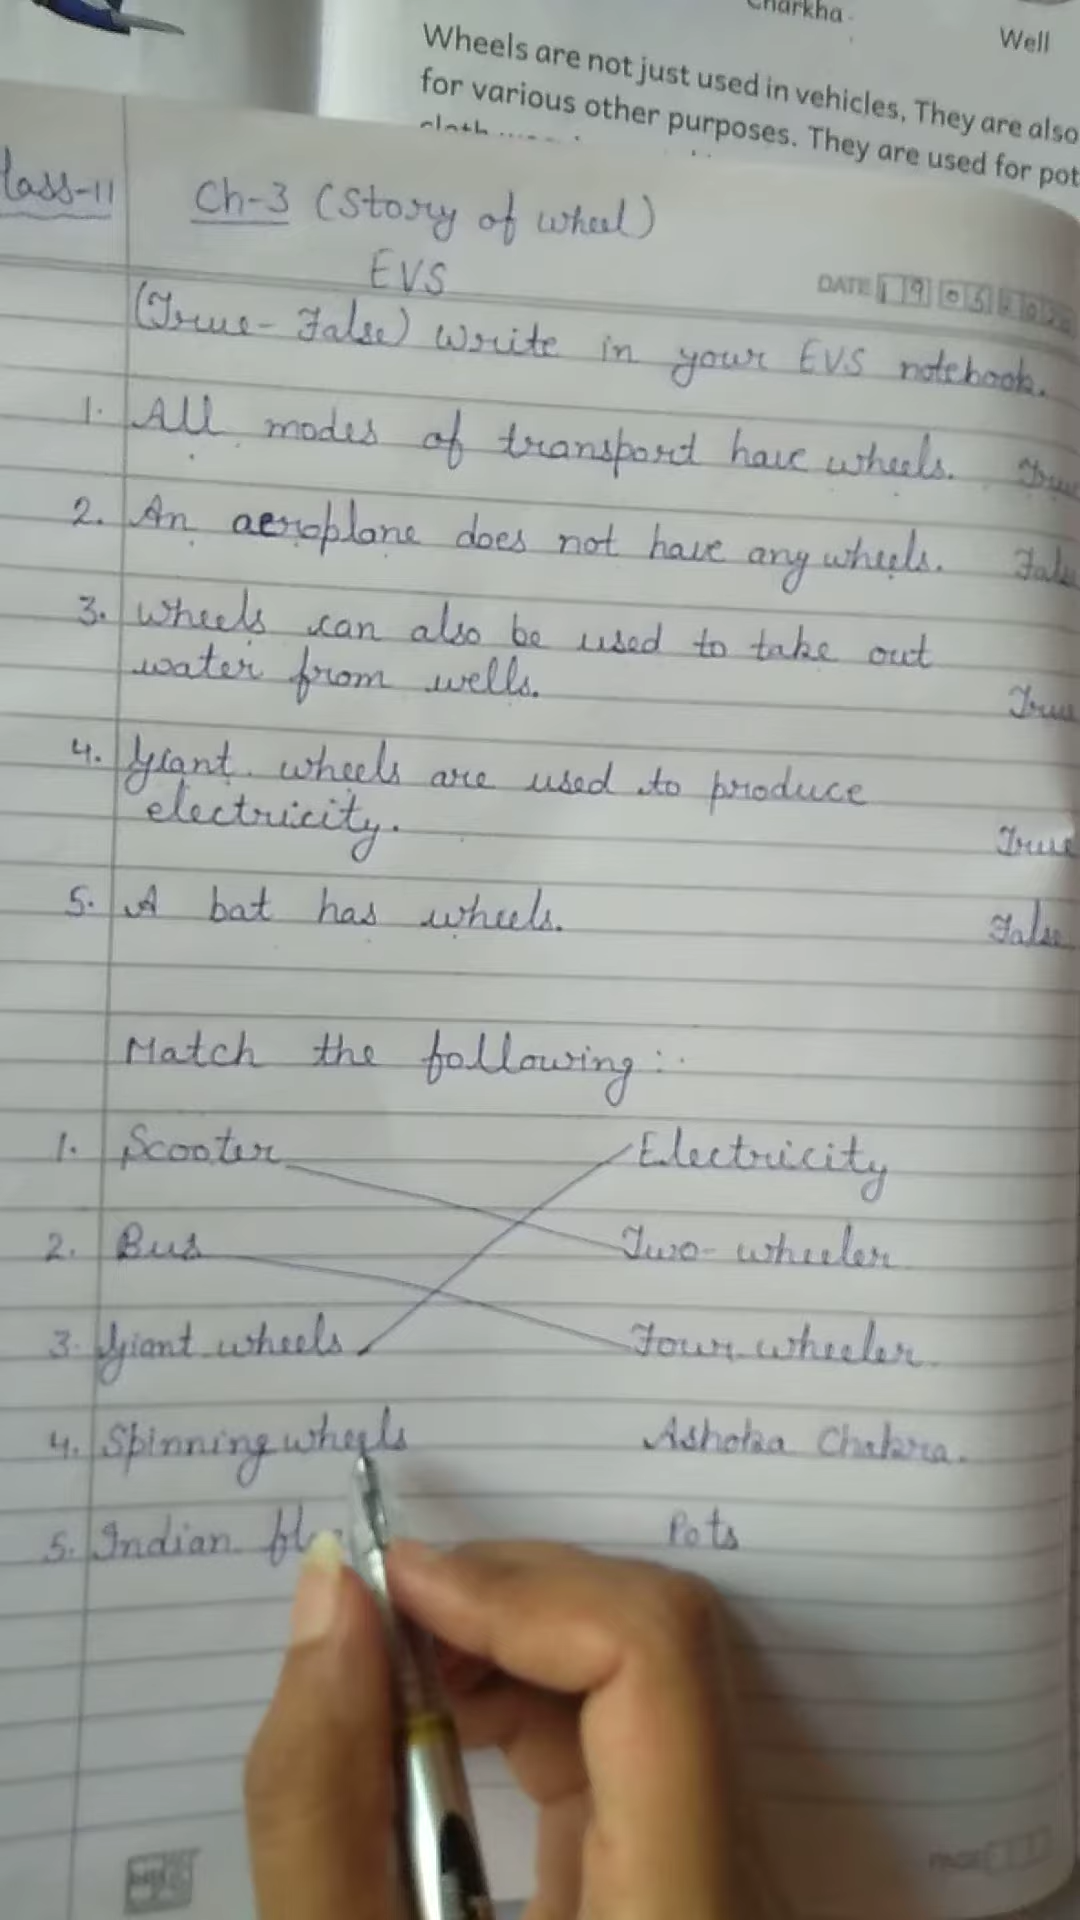 Charkha
Well
Wheels are not just used in vehicles. They are also
for various other purposes. They are used for pot
lass-II
Ch-3 (Story of wheel)
EVS
DATE
(True-False) Write in your EVS notebook.
1. All modes of transport have wheels. True
2. An aeroplane does not have any wheels. False
3. Wheels can also be used to take out
water from wells. True
4. Giant wheels are used to produce
electricity. True
5. A bat has wheels. False
Match the following:
1. Scooter Electricity
2. Bus Two-wheeler
3. Giant wheels Four wheeler
4. Spinning wheels Ashoka Chakra.
5. Indian Pots
PAGE